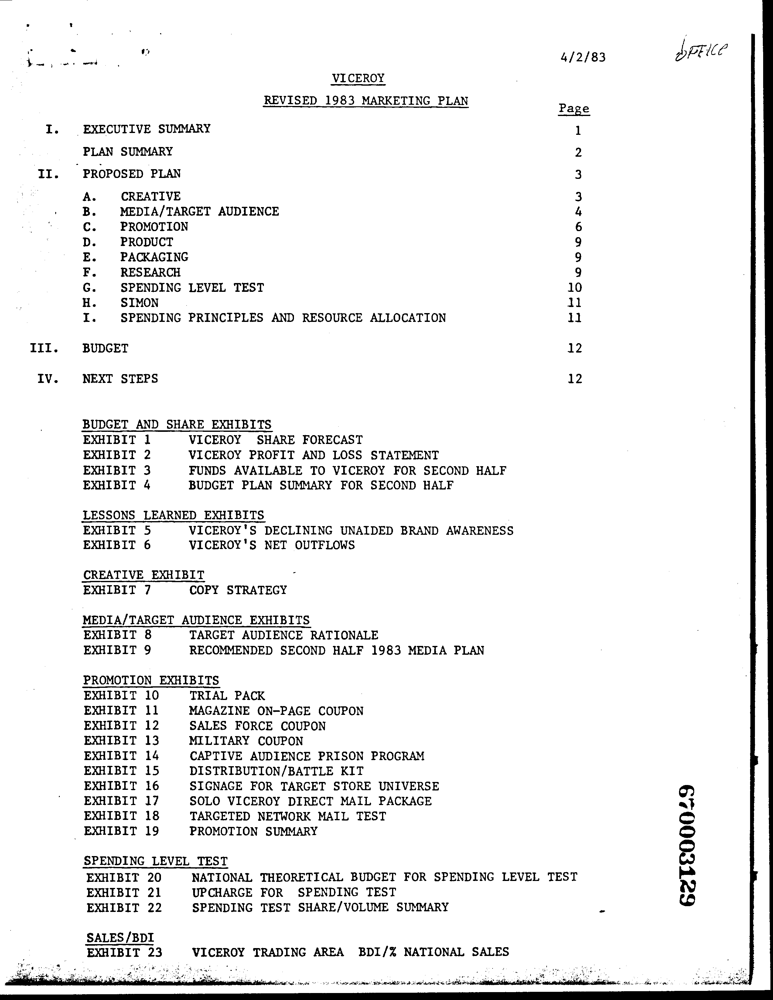 4/2/83
OFFICE
VICEROY
REVISED 1983 MARKETING PLAN
Page
I. EXECUTIVE SUMMARY 1
PLAN SUMMARY 2
II. PROPOSED PLAN 3
A. CREATIVE 3
B. MEDIA/TARGET AUDIENCE 4
C. PROMOTION 6
D. PRODUCT 9
E. PACKAGING 9
F. RESEARCH 9
G. SPENDING LEVEL TEST 10
H. SIMON 11
I. SPENDING PRINCIPLES AND RESOURCE ALLOCATION 11
III. BUDGET 12
IV. NEXT STEPS 12
BUDGET AND SHARE EXHIBITS
EXHIBIT 1 VICEROY SHARE FORECAST
EXHIBIT 2 VICEROY PROFIT AND LOSS STATEMENT
EXHIBIT 3 FUNDS AVAILABLE TO VICEROY FOR SECOND HALF
EXHIBIT 4 BUDGET PLAN SUMMARY FOR SECOND HALF
LESSONS LEARNED EXHIBITS
EXHIBIT 5 VICEROY'S DECLINING UNAIDED BRAND AWARENESS
EXHIBIT 6 VICEROY'S NET OUTFLOWS
CREATIVE EXHIBIT
EXHIBIT 7 COPY STRATEGY
MEDIA/TARGET AUDIENCE EXHIBITS
EXHIBIT 8 TARGET AUDIENCE RATIONALE
EXHIBIT 9 RECOMMENDED SECOND HALF 1983 MEDIA PLAN
PROMOTION EXHIBITS
EXHIBIT 10 TRIAL PACK
EXHIBIT 11 MAGAZINE ON-PAGE COUPON
EXHIBIT 12 SALES FORCE COUPON
EXHIBIT 13 MILITARY COUPON
EXHIBIT 14 CAPTIVE AUDIENCE PRISON PROGRAM
EXHIBIT 15 DISTRIBUTION/BATTLE KIT
EXHIBIT 16 SIGNAGE FOR TARGET STORE UNIVERSE
EXHIBIT 17 SOLO VICEROY DIRECT MAIL PACKAGE
EXHIBIT 18 TARGETED NETWORK MAIL TEST
EXHIBIT 19 PROMOTION SUMMARY
SPENDING LEVEL TEST
EXHIBIT 20 NATIONAL THEORETICAL BUDGET FOR SPENDING LEVEL TEST
EXHIBIT 21 UPCHARGE FOR SPENDING TEST
EXHIBIT 22 SPENDING TEST SHARE/VOLUME SUMMARY
SALES/BDI
EXHIBIT 23 VICEROY TRADING AREA BDI/% NATIONAL SALES
670003129